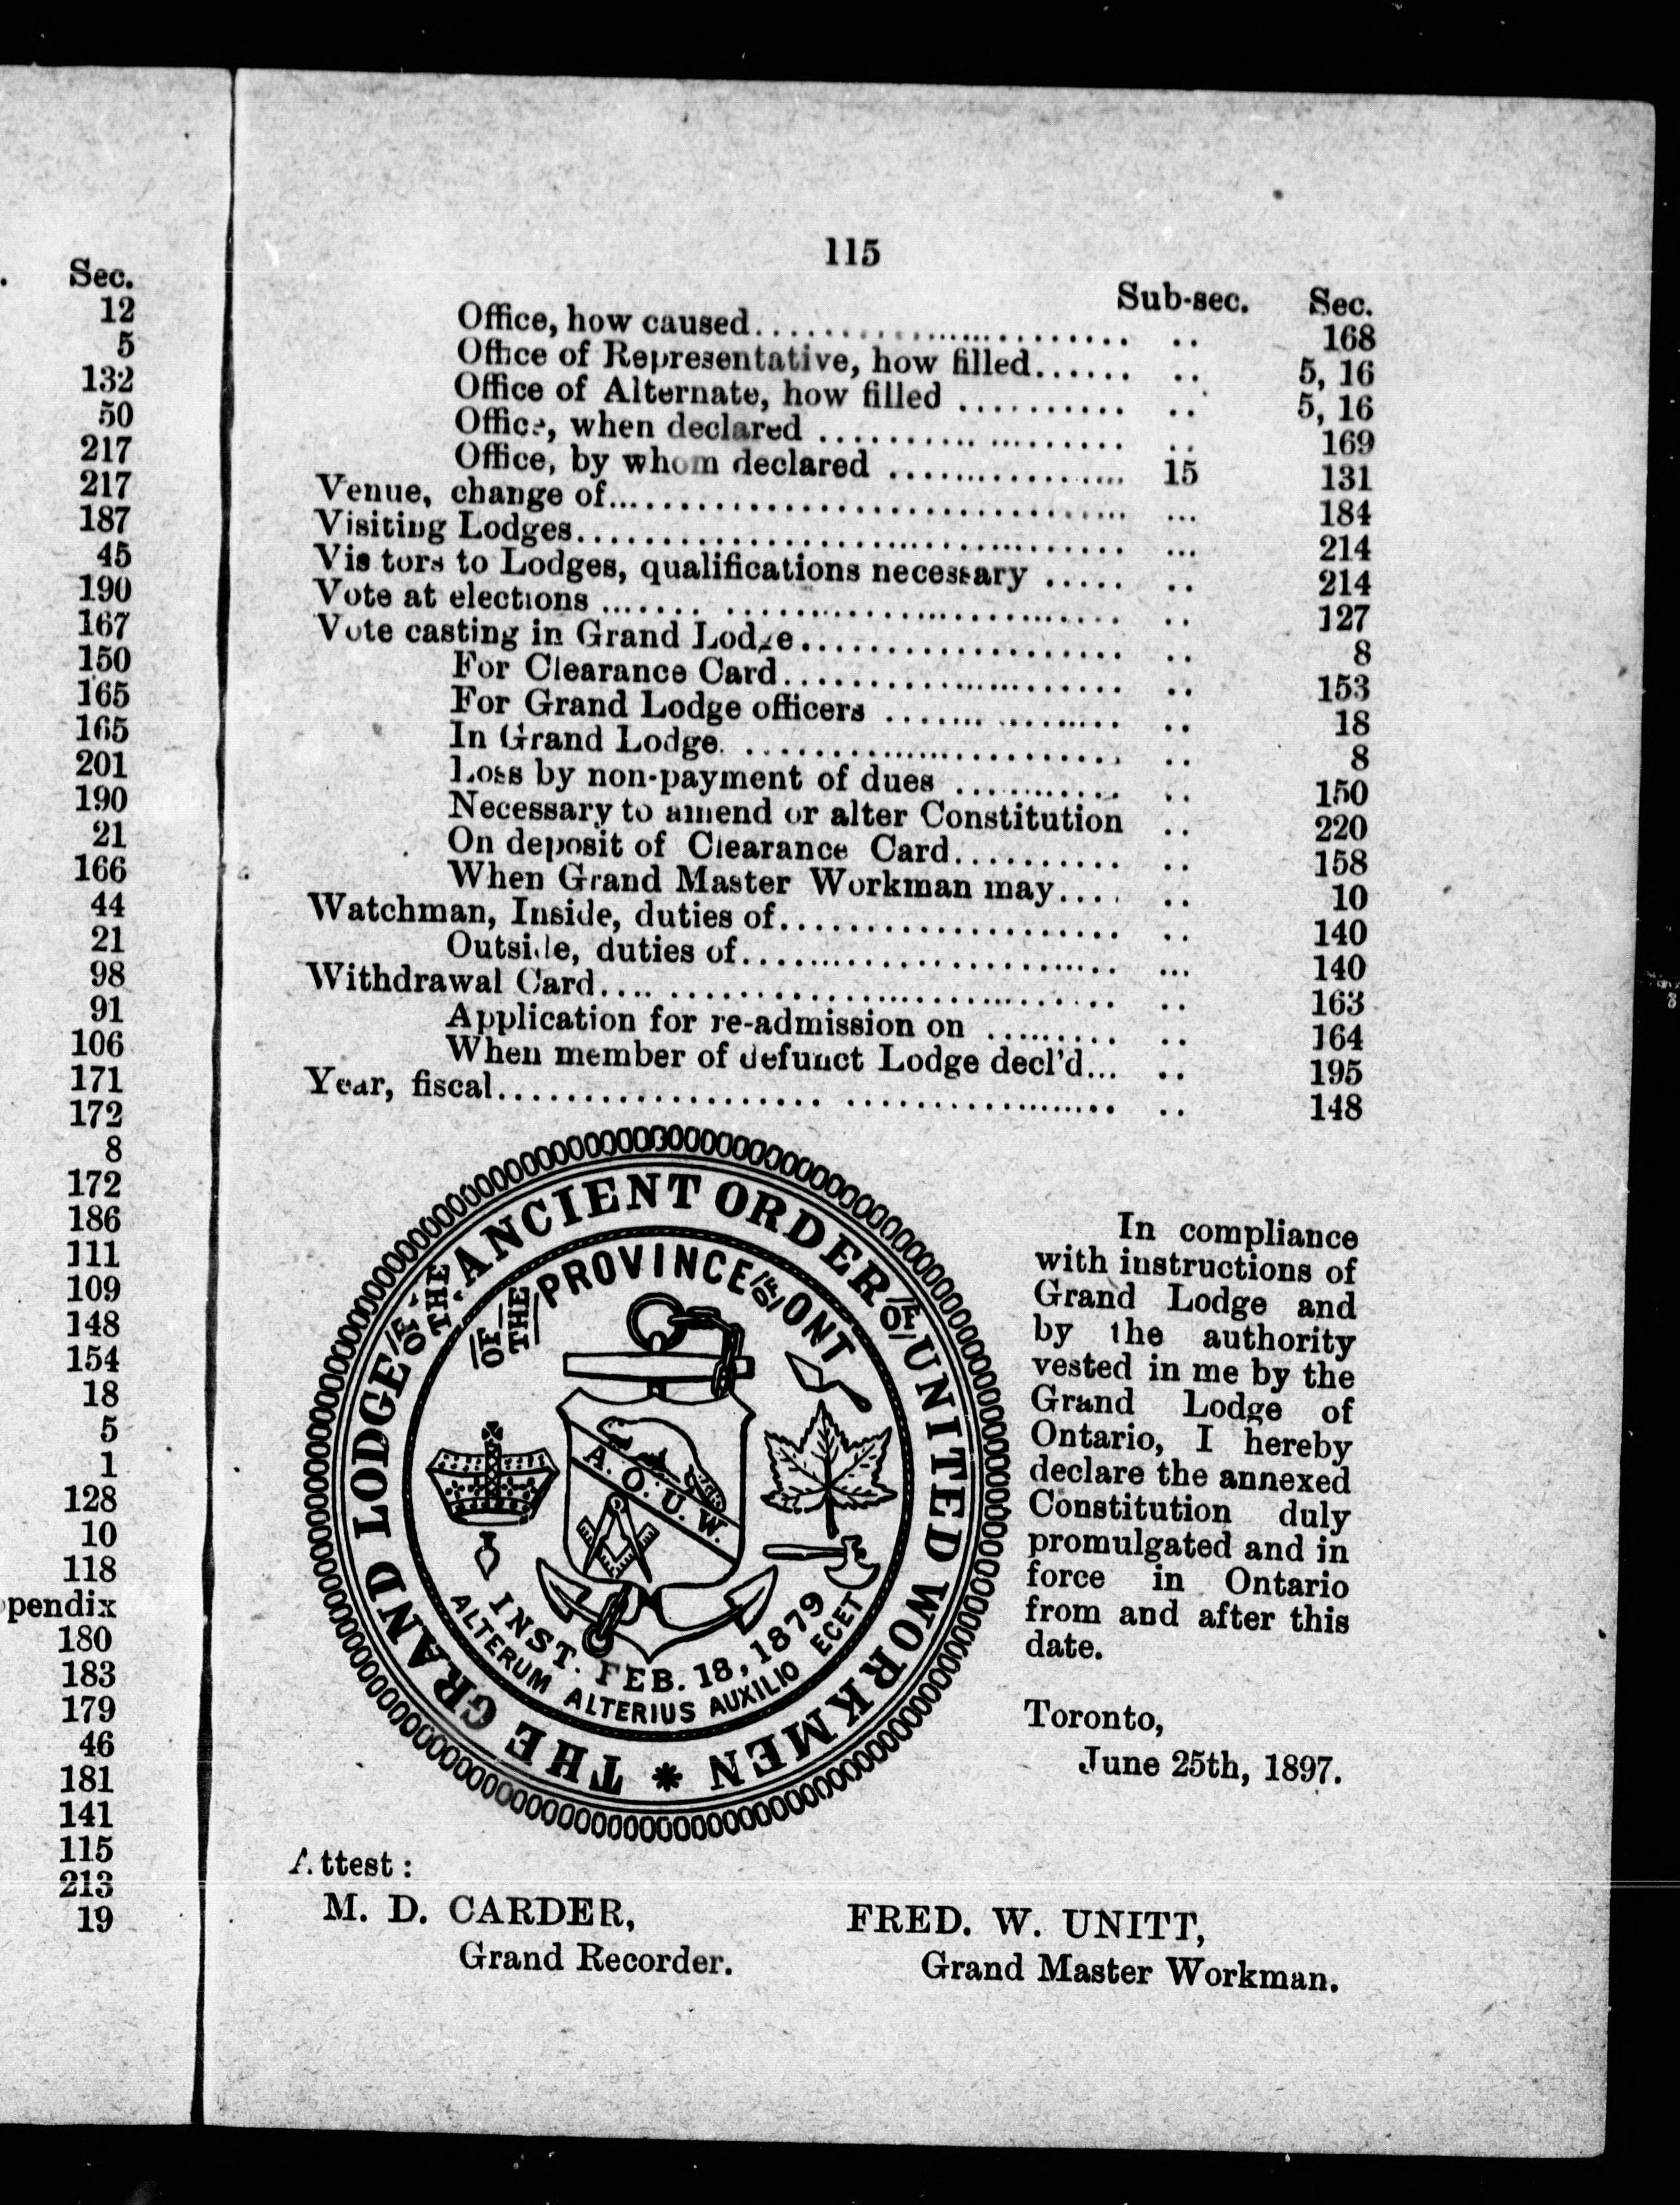 . Sec.
12
5
132
50
217
217
187
45
190
167
150
165
165
201
190
21
166
44
21
98
91
106
171
172
8
172
186
111
109
148
154
18
5
1
128
10
118
pendix
180
183
179
46
181
141
115
213
19
115
Sub-sec. Sec.
Office, how caused.............................. .. 168
Office of Representative, how filled...... .. 5, 16
Office of Alternate, how filled .......... .. 5, 16
Office, when declared ....................... .. 169
Office, by whom declared ................. 15 131
Venue, change of.................................... ... 184
Visiting Lodges...................................... ... 214
Vis tors to Lodges, qualifications necessary ..... .. 214
Vote at elections ....... ............................. .. 127
Vote casting in Grand Lodge.................... .. 8
For Clearance Card........................ .. 153
For Grand Lodge officers ....... .......... .. 18
In Grand Lodge. ........................... .. 8
Loss by non-payment of dues ............ .. 150
Necessary to amend or alter Constitution .. 220
On deposit of Clearance Card.......... .. 158
When Grand Master Workman may.... .. 10
Watchman, Inside, duties of..................... .. 140
Outside, duties of........................... ... 140
Withdrawal Card.... ............................. .. 163
Application for re-admission on ......... .. 164
When member of defunct Lodge decl'd... .. 195
Year, fiscal................... ................... .. 148
THE GRAND LODGE OF THE ANCIENT ORDER OF UNITED WORKMEN *
OF THE PROVINCE OF ONT
A. O. U. W.
INST. FEB. 18, 1879
ALTERUM ALTERIUS AUXILIO ECET
In compliance
with instructions of
Grand Lodge and
by the authority
vested in me by the
Grand Lodge of
Ontario, I hereby
declare the annexed
Constitution duly
promulgated and in
force in Ontario
from and after this
date.
Toronto,
June 25th, 1897.
Attest:
M. D. CARDER,
Grand Recorder.
FRED. W. UNITT,
Grand Master Workman.